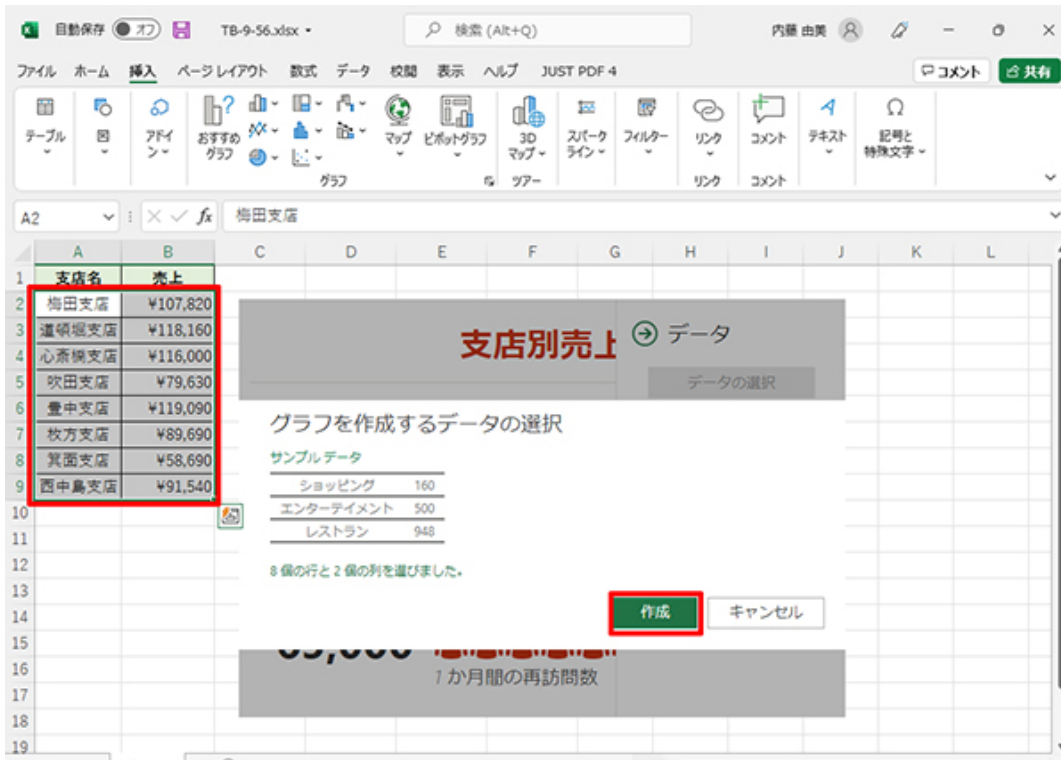 自動保存 オフ TB-9-56.xlsx 検索 (Alt+Q) 内藤 由美
ファイル ホーム 挿入 ページ レイアウト 数式 データ 校閲 表示 ヘルプ JUST PDF 4 コメント 共有
テーブル 図 アドイン おすすめグラフ マップ ピボットグラフ 3Dマップ スパークライン フィルター リンク コメント テキスト 記号と特殊文字
グラフ ツアー リンク コメント
A2 fx 梅田支店
A B C D E F G H I J K L
1 支店名 売上
2 梅田支店 ¥107,820
3 道頓堀支店 ¥118,160
4 心斎橋支店 ¥116,000
5 吹田支店 ¥79,630
6 豊中支店 ¥119,090
7 枚方支店 ¥89,690
8 箕面支店 ¥58,690
9 西中島支店 ¥91,540
10
11
12
13
14
15
16
17
18
19
支店別売上
データ
データの選択
グラフを作成するデータの選択
サンプル データ
ショッピング 160
エンターテイメント 500
レストラン 948
8 個の行と 2 個の列を選びました。
作成 キャンセル
1 か月間の再訪問数